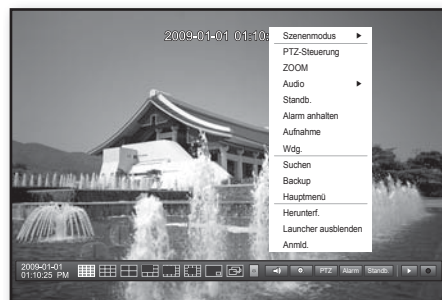 2009-01-01 01:10:
Szenenmodus
PTZ-Steuerung
ZOOM
Audio
Standb.
Alarm anhalten
Aufnahme
Wdg.
Suchen
Backup
Hauptmenü
Herunterf.
Launcher ausblenden
Anmld.
2009-01-01
01:10:25 PM
PTZ Alarm Standb.